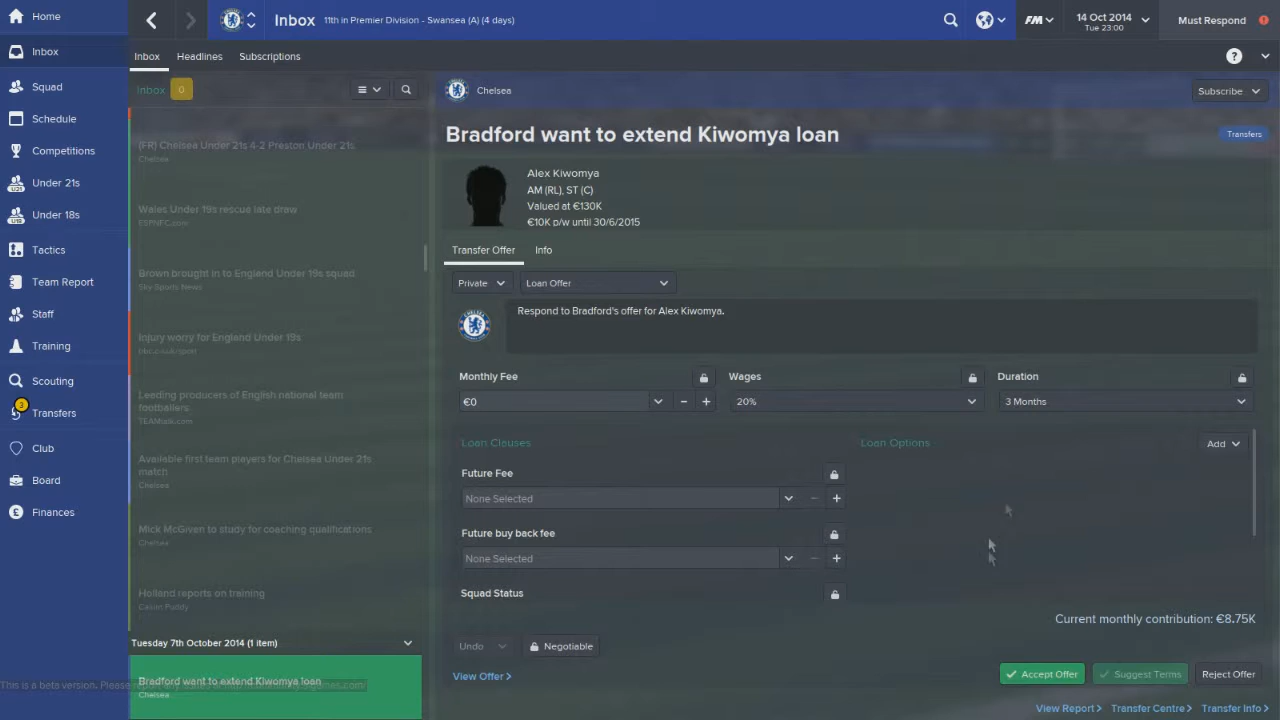 Home
Inbox
11th in Premier Division - Swansea (A) (4 days)
FM
14 Oct 2014
Tue 23:00
Must Respond
Inbox
Squad
Schedule
Competitions
Under 21s
Under 18s
Tactics
Team Report
Staff
Training
Scouting
3
Transfers
Club
Board
Finances
Inbox
Headlines
Subscriptions
Inbox 0
(FR) Chelsea Under 21s 4-2 Preston Under 21s
Chelsea
Wales Under 19s rescue late draw
ESPNFC.com
Brown brought in to England Under 19s squad
Sky Sports News
Injury worry for England Under 19s
bbc.co.uk/sport
Leading producers of English national team
footballers
TEAMtalk.com
Available first team players for Chelsea Under 21s
match
Chelsea
Mick McGiven to study for coaching qualifications
Chelsea
Holland reports on training
Tuesday 7th October 2014 (1 item)
Bradford want to extend Kiwomya loan
Chelsea
This is a beta version. Please
Chelsea
Subscribe
Bradford want to extend Kiwomya loan
Transfers
Alex Kiwomya
AM (RL), ST (C)
Valued at €130K
€10K p/w until 30/6/2015
Transfer Offer
Info
Private
Loan Offer
Respond to Bradford's offer for Alex Kiwomya.
Monthly Fee
Wages
Duration
€0
20%
3 Months
Loan Clauses
Loan Options
Add
Future Fee
None Selected
Future buy back fee
None Selected
Squad Status
Current monthly contribution: €8.75K
Undo
Negotiable
View Offer >
Accept Offer
Suggest Terms
Reject Offer
View Report >
Transfer Centre >
Transfer Info >